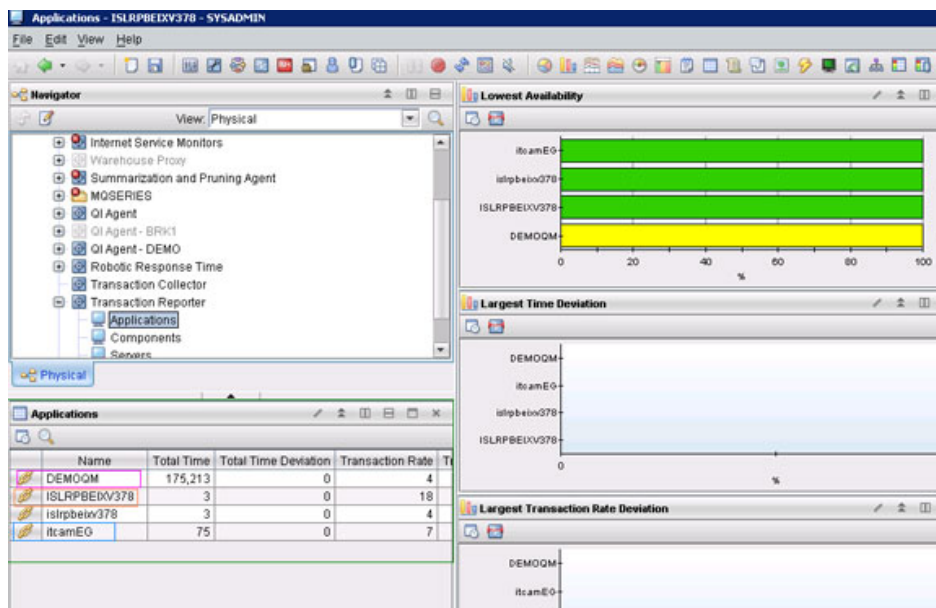 Applications - ISLRPBEIXV378 - SYSADMIN
File Edit View Help
Navigator
View: Physical
Internet Service Monitors
Warehouse Proxy
Summarization and Pruning Agent
MQSERIES
QI Agent
QI Agent - BRK1
QI Agent - DEMO
Robotic Response Time
Transaction Collector
Transaction Reporter
Applications
Components
Servers
Physical
Applications
Name Total Time Total Time Deviation Transaction Rate
DEMOQM 175,213 0 4
ISLRPBEIXV378 3 0 18
islrpbeixv378 3 0 4
itcamEG 75 0 7
Lowest Availability
itcamEG
islrpbeixv378
ISLRPBEIXV378
DEMOQM
0 20 40 60 80 100
%
Largest Time Deviation
DEMOQM
itcamEG
islrpbeixv378
ISLRPBEIXV378
0
%
Largest Transaction Rate Deviation
DEMOQM
itcamEG